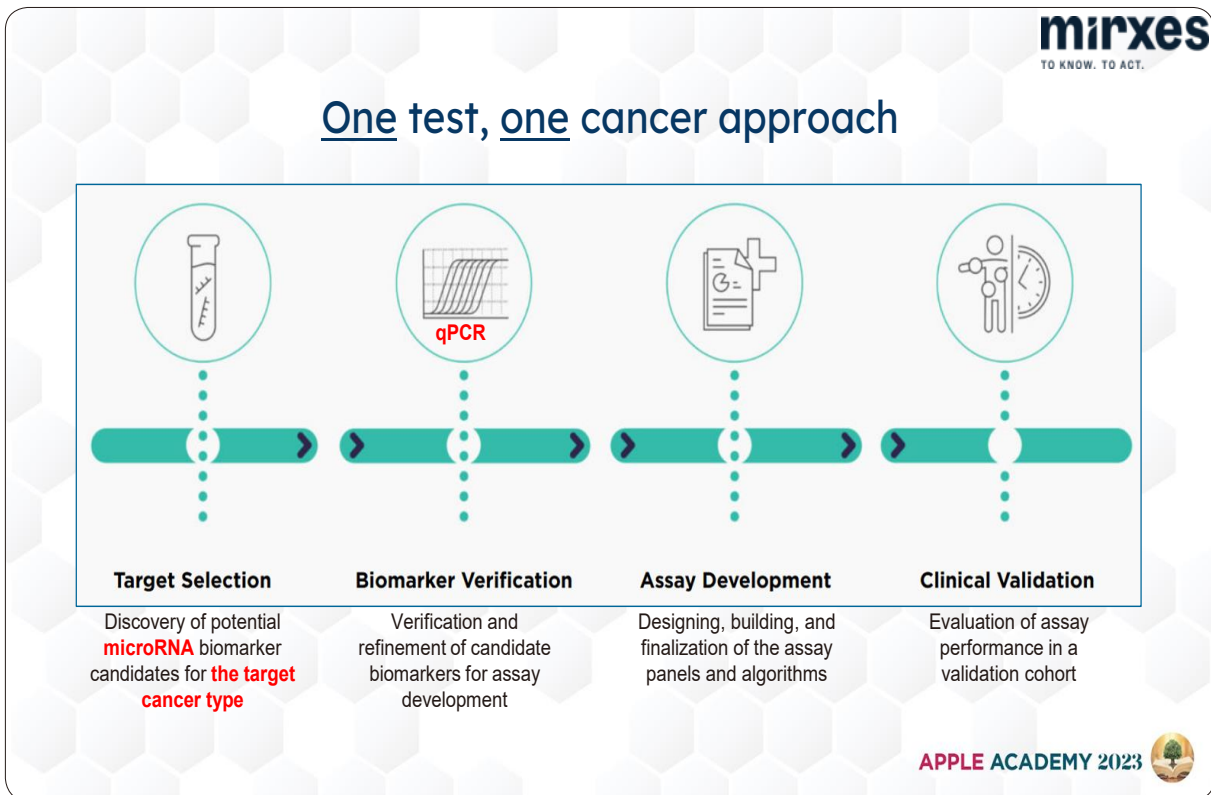 mirxes
TO KNOW. TO ACT.
One test, one cancer approach
qPCR
Target Selection
Discovery of potential
microRNA biomarker
candidates for the target
cancer type
Biomarker Verification
Verification and
refinement of candidate
biomarkers for assay
development
Assay Development
Designing, building, and
finalization of the assay
panels and algorithms
Clinical Validation
Evaluation of assay
performance in a
validation cohort
APPLE ACADEMY 2023